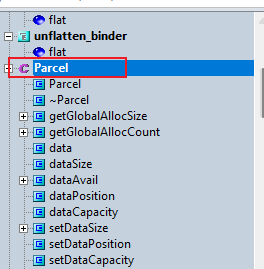 flat
unflatten_binder
flat
Parcel
Parcel
~Parcel
getGlobalAllocSize
getGlobalAllocCount
data
dataSize
dataAvail
dataPosition
dataCapacity
setDataSize
setDataPosition
setDataCapacity